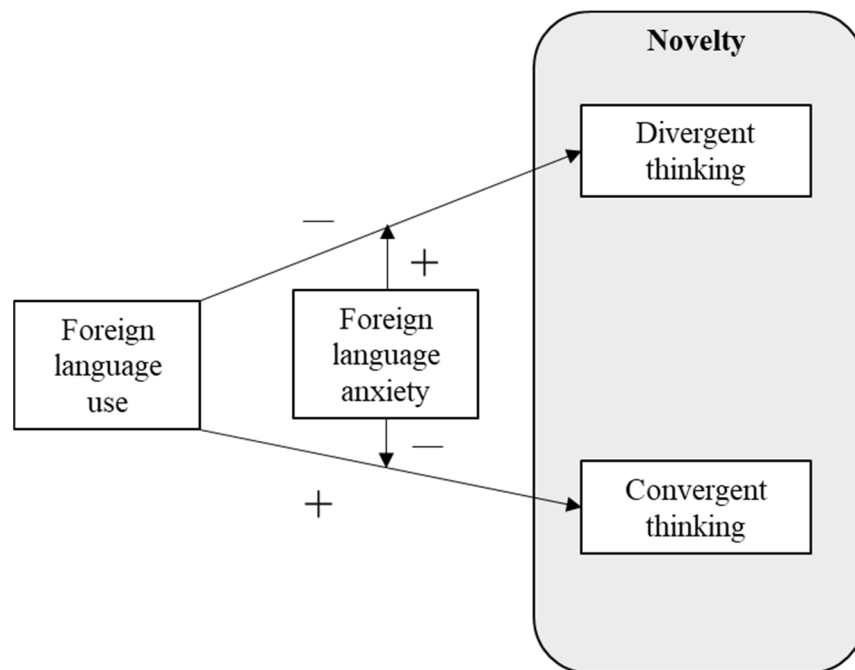 Novelty
Divergent
thinking
—
+
Foreign
language
use
Foreign
language
anxiety
—
+
Convergent
thinking